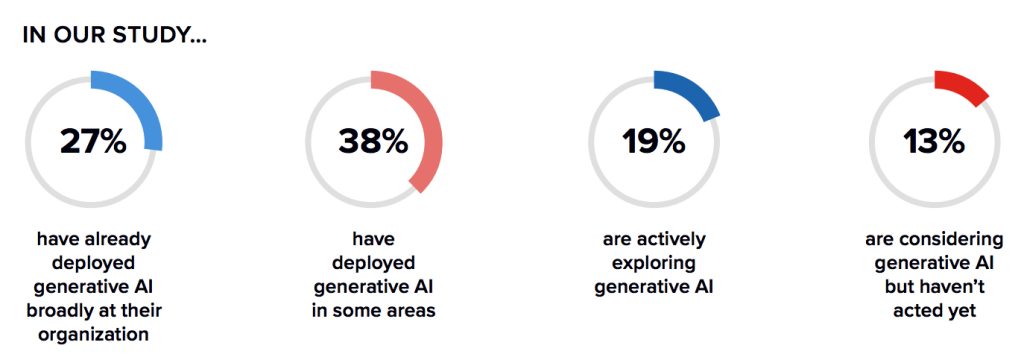 IN OUR STUDY...
27%
have already
deployed
generative AI
broadly at their
organization
38%
have
deployed
generative AI
in some areas
19%
are actively
exploring
generative AI
13%
are considering
generative AI
but haven’t
acted yet